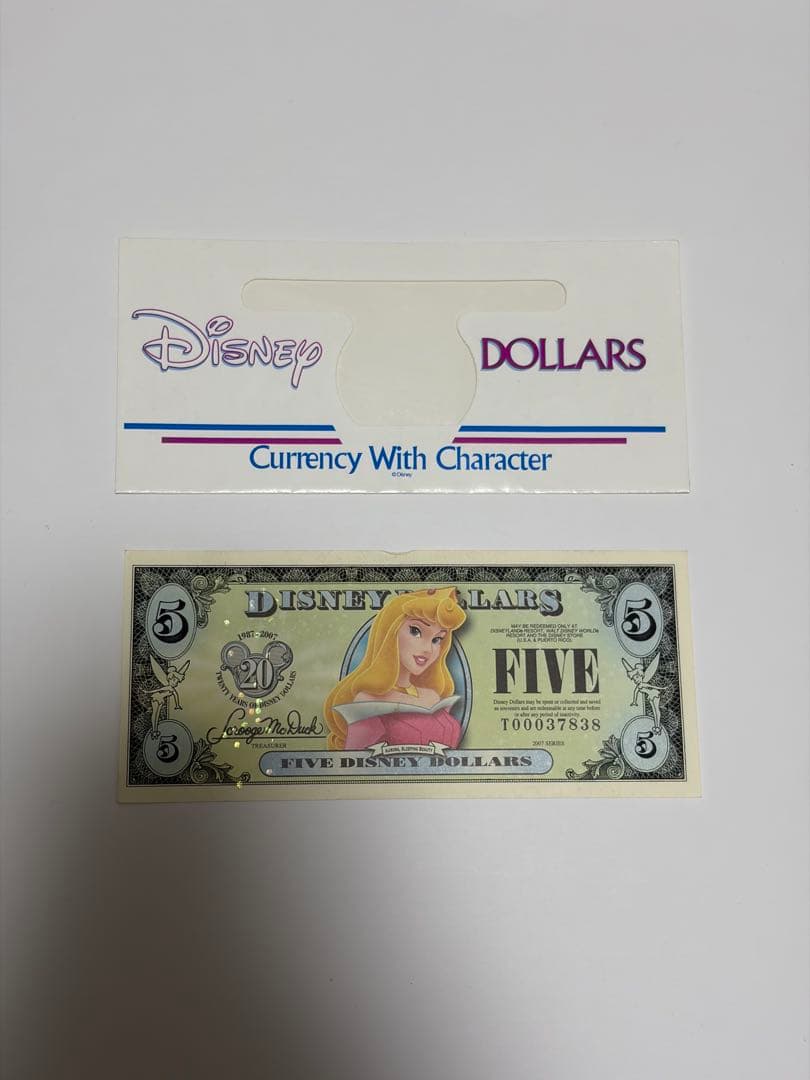 Disney DOLLARS
Currency With Character
© Disney
5 DISNEY DOLLARS 5
1987-2007
20
TWENTY YEARS OF DISNEY DOLLARS
Scrooge McDuck
TREASURER
MAY BE REDEEMED ONLY AT
DISNEYLAND® RESORT, WALT DISNEY WORLD®
RESORT AND THE DISNEY STORE
(U.S.A. & PUERTO RICO)
FIVE
Disney Dollars may be spent or collected and saved
as souvenirs and are redeemable at any time before
or after any period of inactivity.
T00037838
2007 SERIES
AURORA, SLEEPING BEAUTY
5 FIVE DISNEY DOLLARS 5